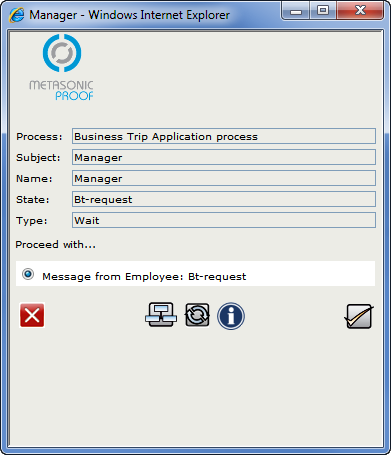 Manager - Windows Internet Explorer
METASONIC
PROOF
Process: Business Trip Application process
Subject: Manager
Name: Manager
State: Bt-request
Type: Wait
Proceed with...
Message from Employee: Bt-request